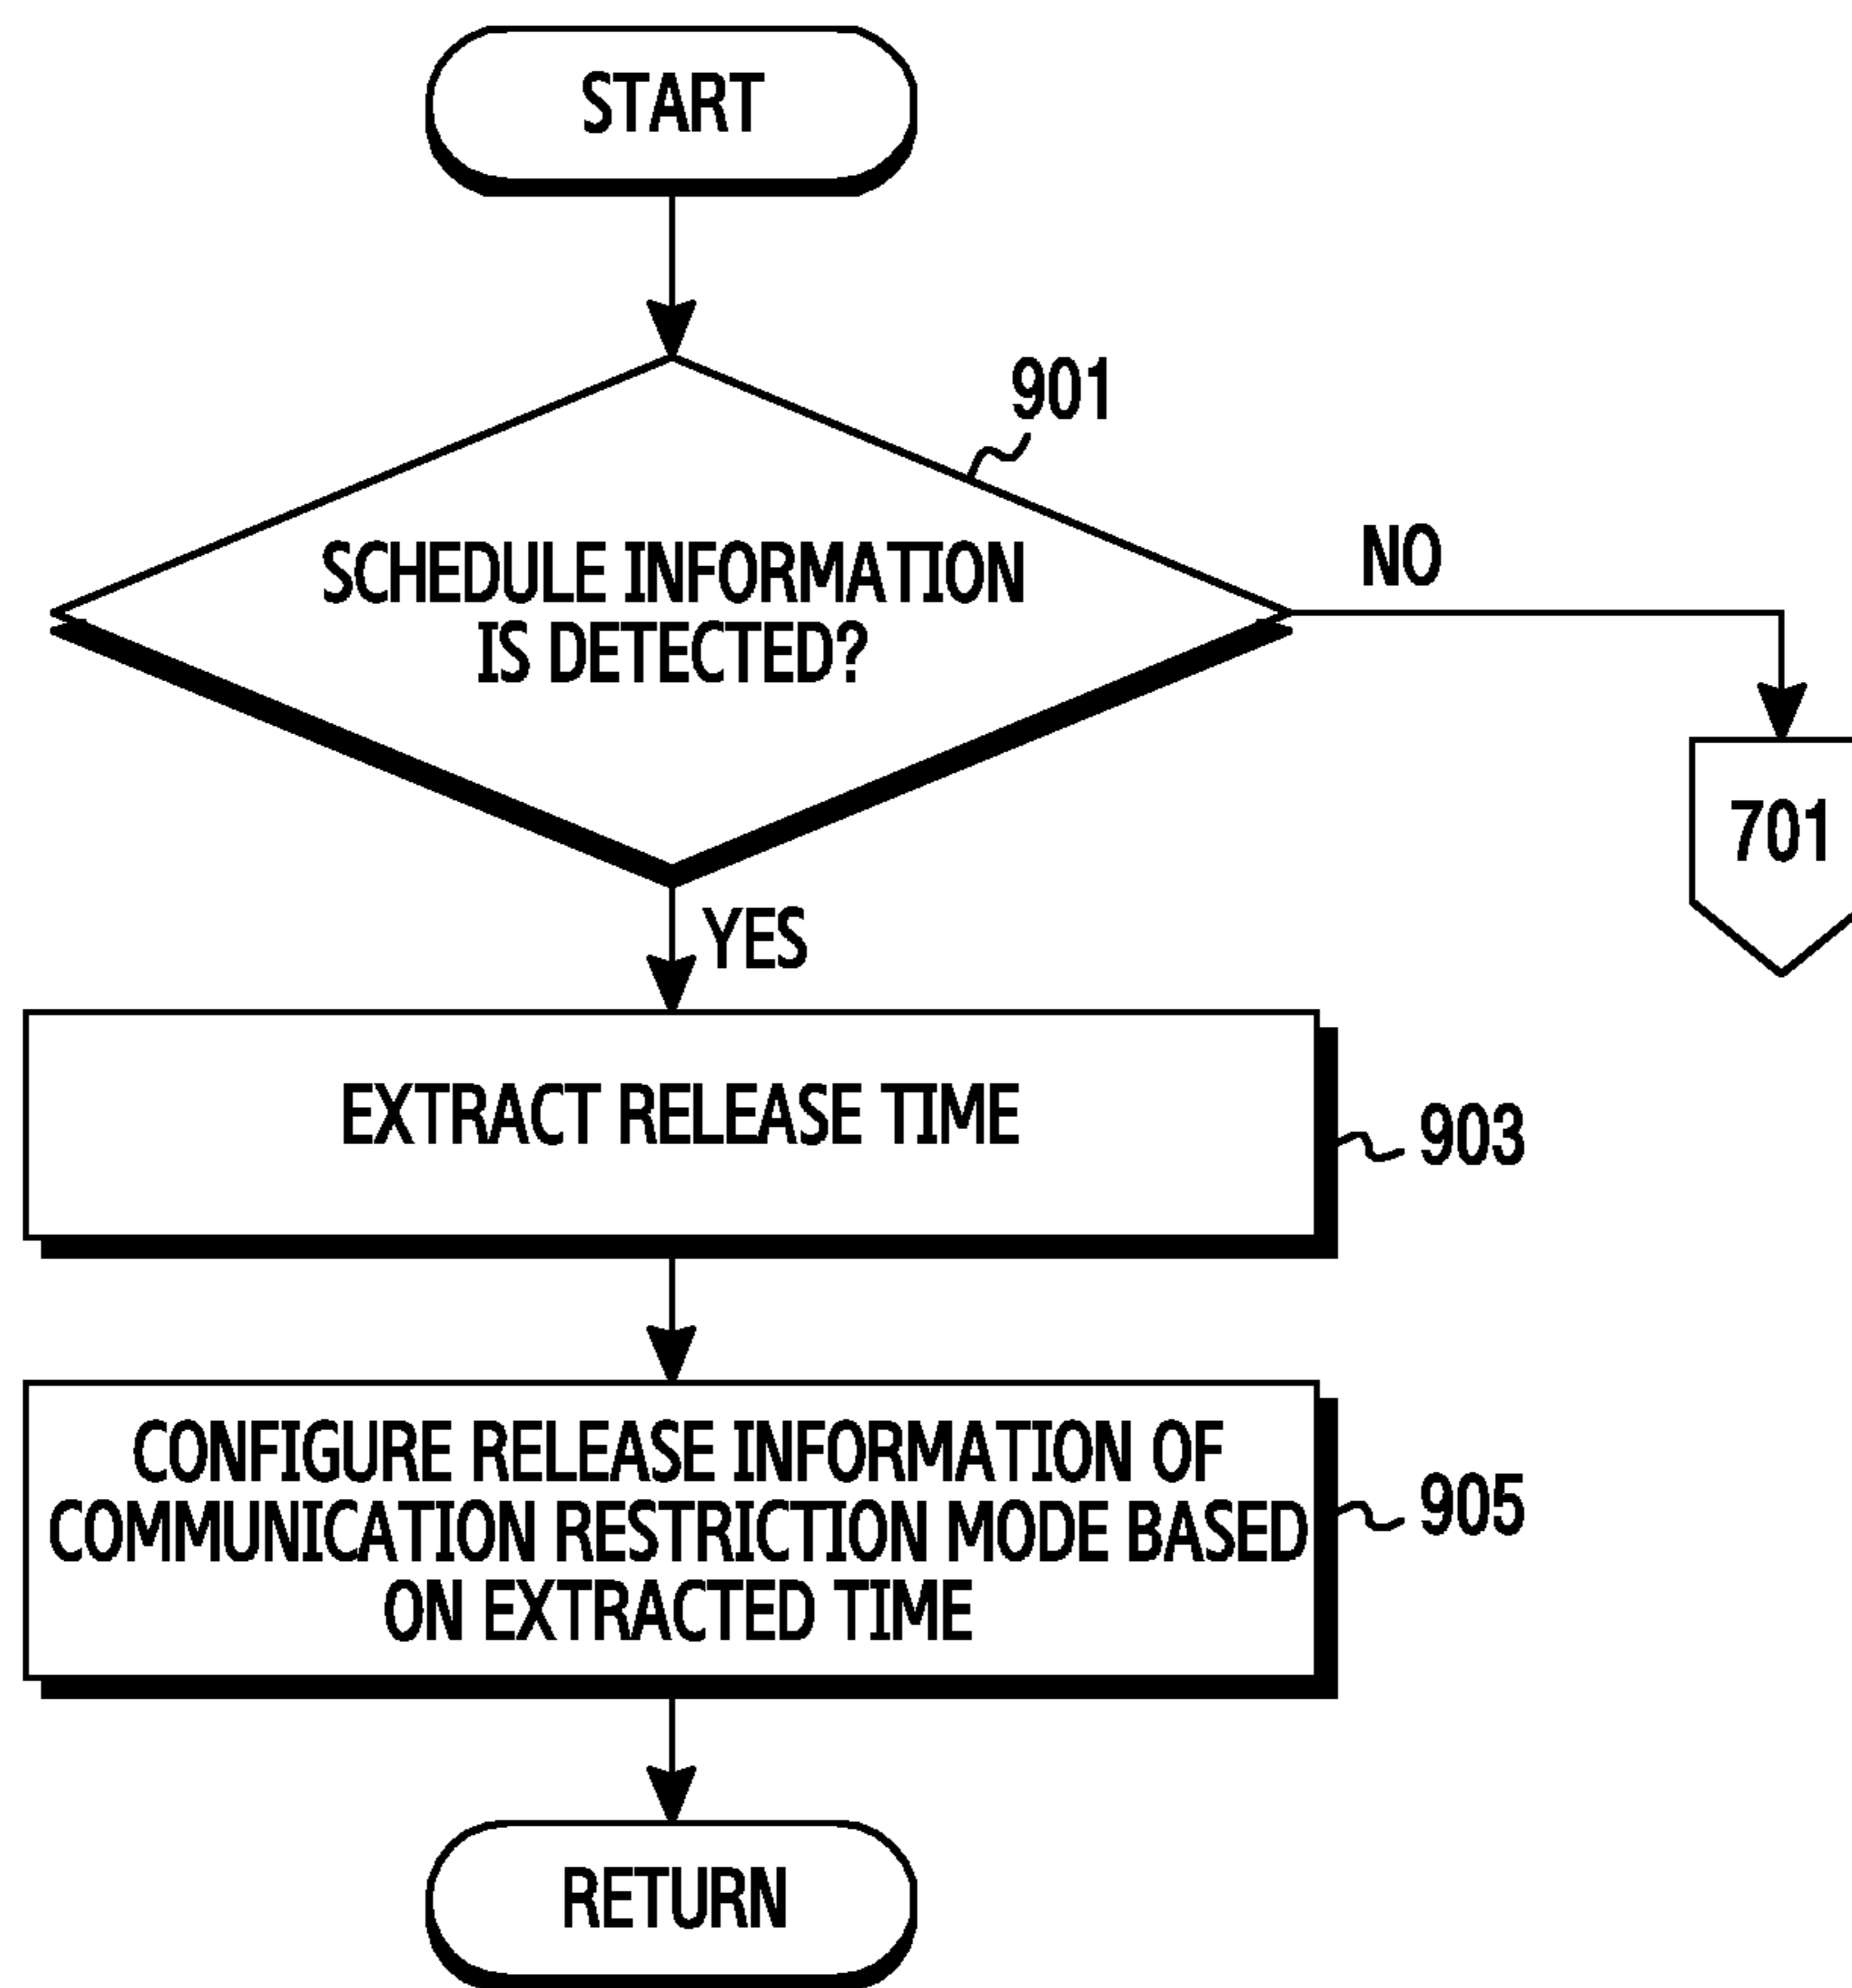 START
901
SCHEDULE INFORMATION
IS DETECTED?
NO
701
YES
EXTRACT RELEASE TIME
903
CONFIGURE RELEASE INFORMATION OF
COMMUNICATION RESTRICTION MODE BASED
ON EXTRACTED TIME
905
RETURN